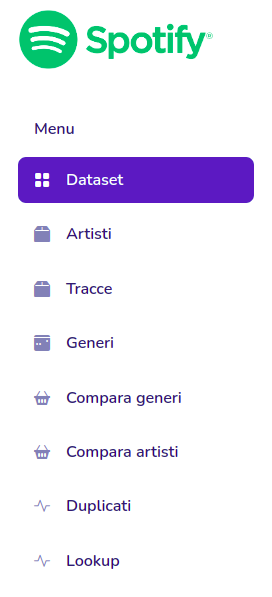 Spotify®
Menu
Dataset
Artisti
Tracce
Generi
Compara generi
Compara artisti
Duplicati
Lookup